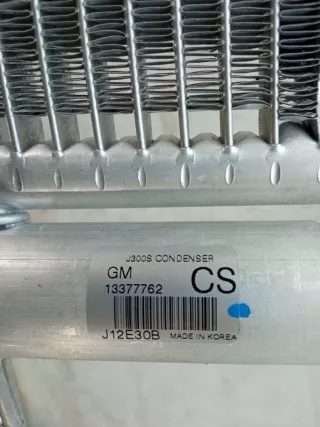 J300S CONDENSER
GM CS
13377762
J12E30B MADE IN KOREA